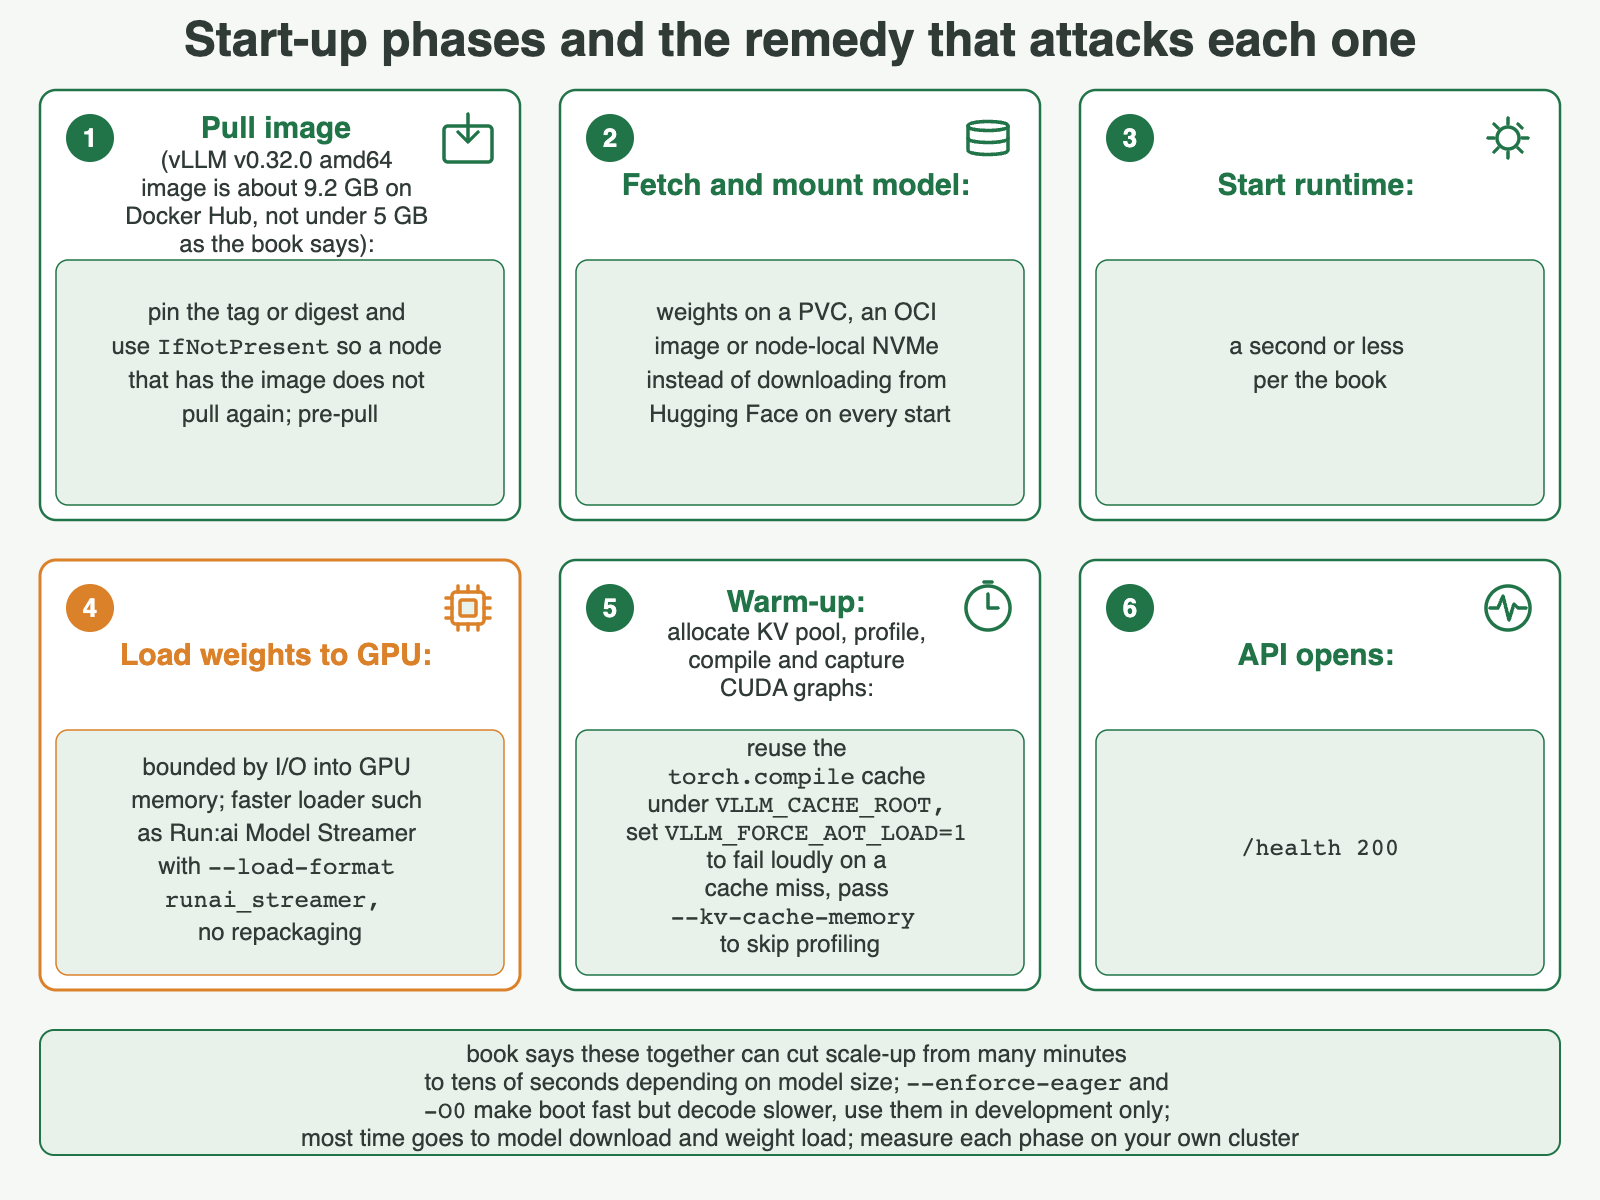 Start-up phases and the remedy that attacks each one
1
Pull image
(vLLM v0.32.0 amd64
image is about 9.2 GB on
Docker Hub, not under 5 GB
as the book says):
pin the tag or digest and
use IfNotPresent so a node
that has the image does not
pull again; pre-pull
2
Fetch and mount model:
weights on a PVC, an OCI
image or node-local NVMe
instead of downloading from
Hugging Face on every start
3
Start runtime:
a second or less
per the book
4
Load weights to GPU:
bounded by I/O into GPU
memory; faster loader such
as Run:ai Model Streamer
with --load-format
runai_streamer,
no repackaging
5
Warm-up:
allocate KV pool, profile,
compile and capture
CUDA graphs:
reuse the
torch.compile cache
under VLLM_CACHE_ROOT,
set VLLM_FORCE_AOT_LOAD=1
to fail loudly on a
cache miss, pass
--kv-cache-memory
to skip profiling
6
API opens:
/health 200
book says these together can cut scale-up from many minutes
to tens of seconds depending on model size; --enforce-eager and
-O0 make boot fast but decode slower, use them in development only;
most time goes to model download and weight load; measure each phase on your own cluster